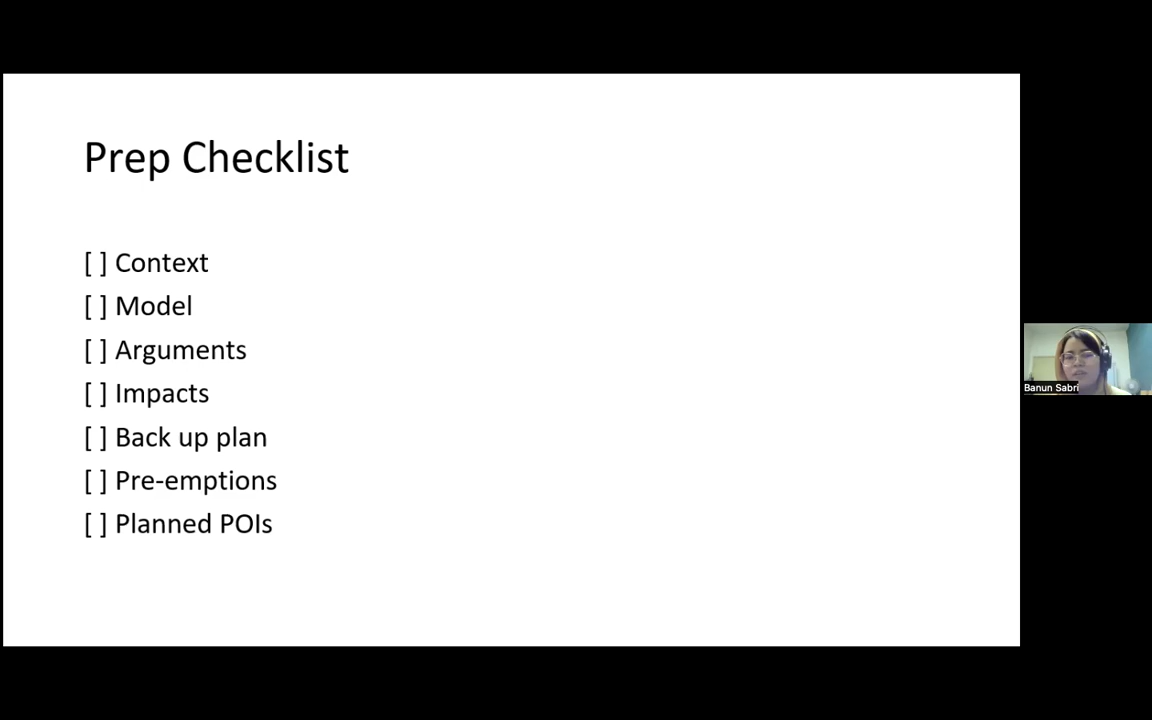 Prep Checklist
[ ] Context
[ ] Model
[ ] Arguments
[ ] Impacts
[ ] Back up plan
[ ] Pre-emptions
[ ] Planned POIs
Banun Sabri